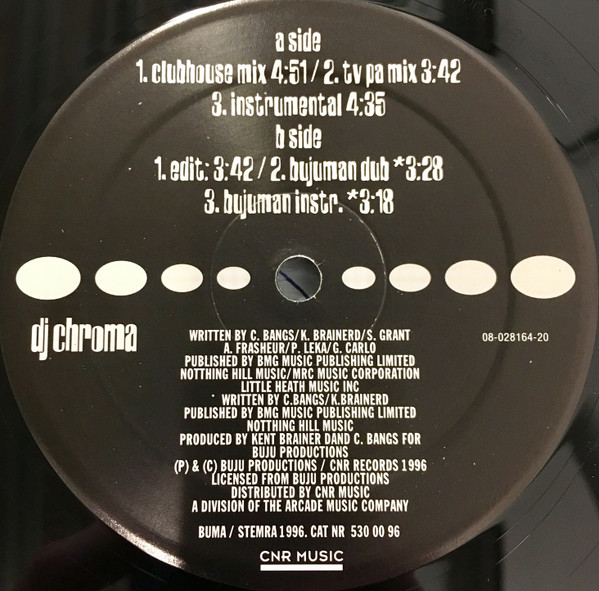 a side
1. clubhouse mix 4:51 / 2. tv pa mix 3:42
3. instrumental 4:35
b side
1. edit: 3:42 / 2. bujuman dub *3:28
3. bujuman instr. *3:18
dj chroma
08-028164-20
WRITTEN BY C. BANGS/K. BRAINERD/S. GRANT
A. FRASHEUR/P. LEKA/G. CARLO
PUBLISHED BY BMG MUSIC PUBLISHING LIMITED
NOTTHING HILL MUSIC/MRC MUSIC CORPORATION
LITTLE HEATH MUSIC INC
WRITTEN BY C.BANGS/K.BRAINERD
PUBLISHED BY BMG MUSIC PUBLISHING LIMITED
NOTTHING HILL MUSIC
PRODUCED BY KENT BRAINER DAND C. BANGS FOR
BUJU PRODUCTIONS
(P) & (C) BUJU PRODUCTIONS / CNR RECORDS 1996
LICENSED FROM BUJU PRODUCTIONS
DISTRIBUTED BY CNR MUSIC
A DIVISION OF THE ARCADE MUSIC COMPANY
BUMA / STEMRA 1996. CAT NR 530 00 96
CNR MUSIC